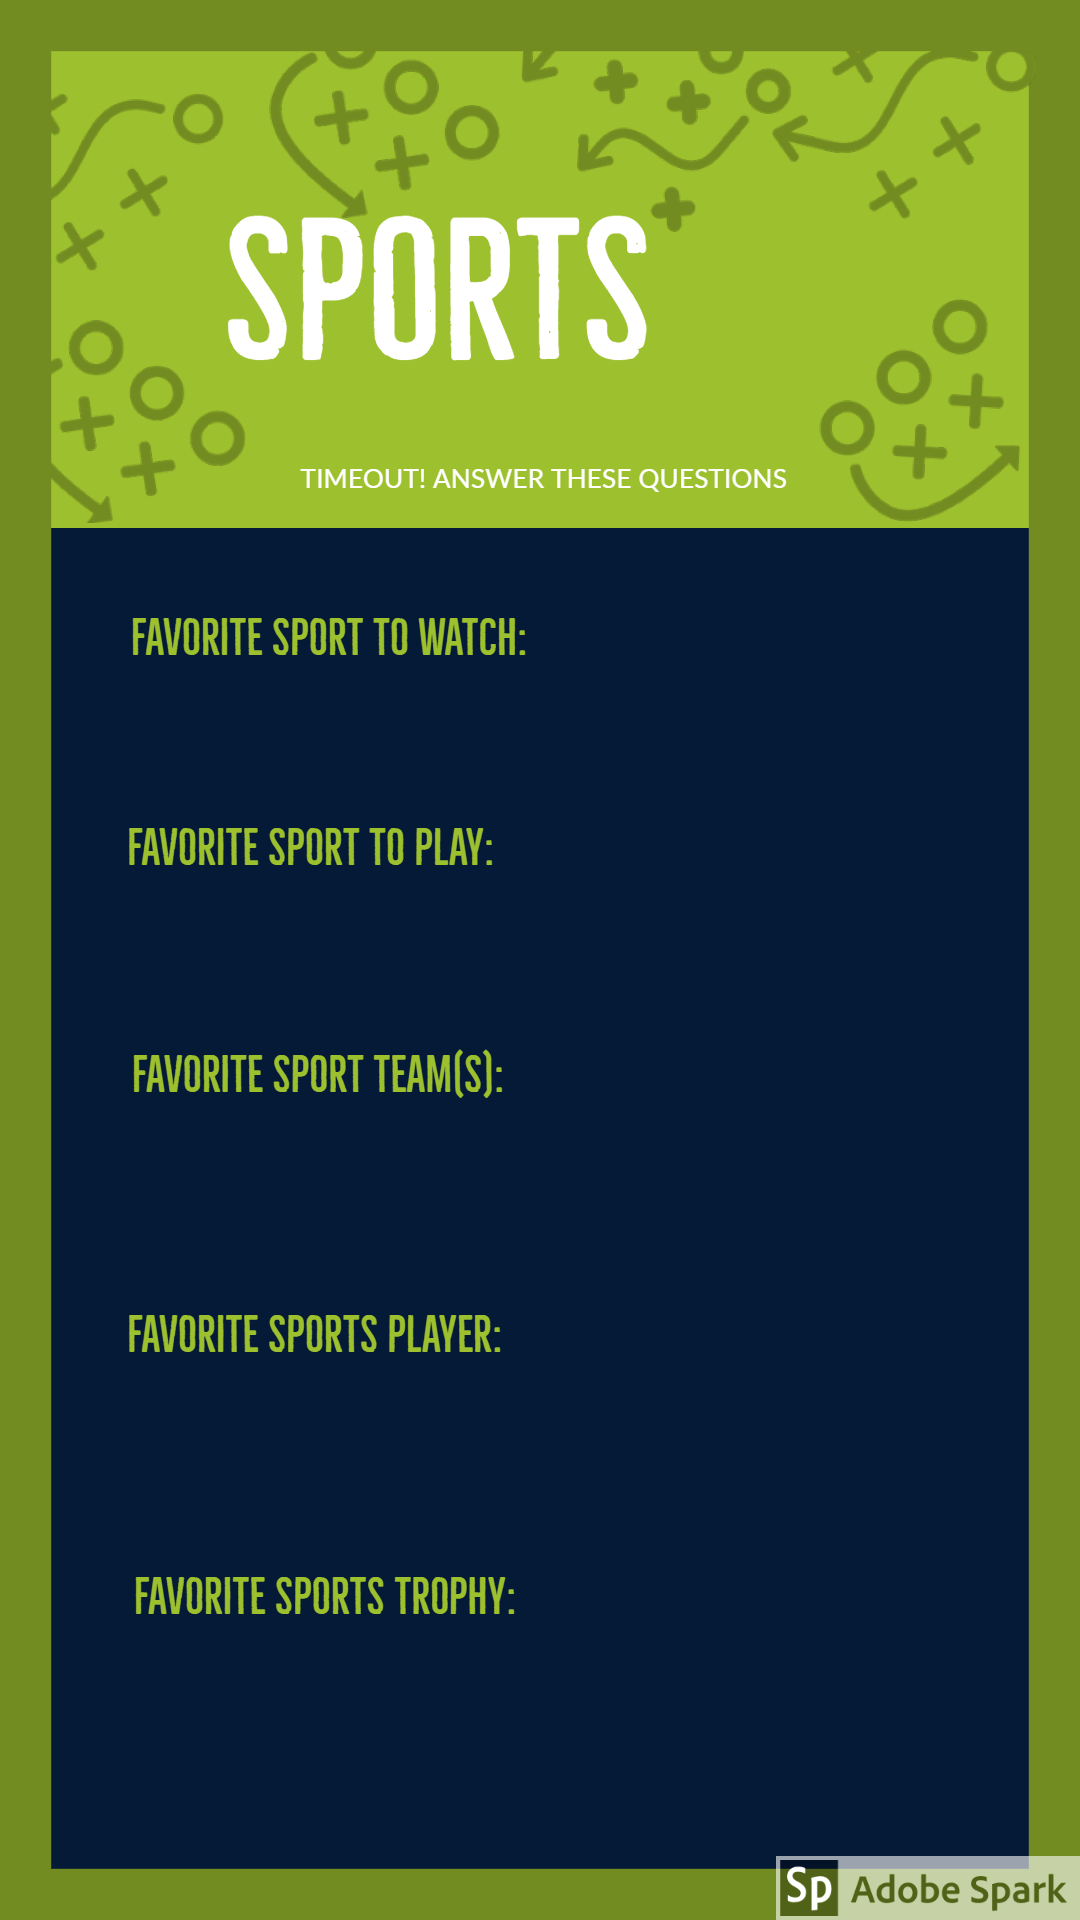 SPORTS
TIMEOUT! ANSWER THESE QUESTIONS
FAVORITE SPORT TO WATCH:
FAVORITE SPORT TO PLAY:
FAVORITE SPORT TEAM(S):
FAVORITE SPORTS PLAYER:
FAVORITE SPORTS TROPHY:
Sp Adobe Spark